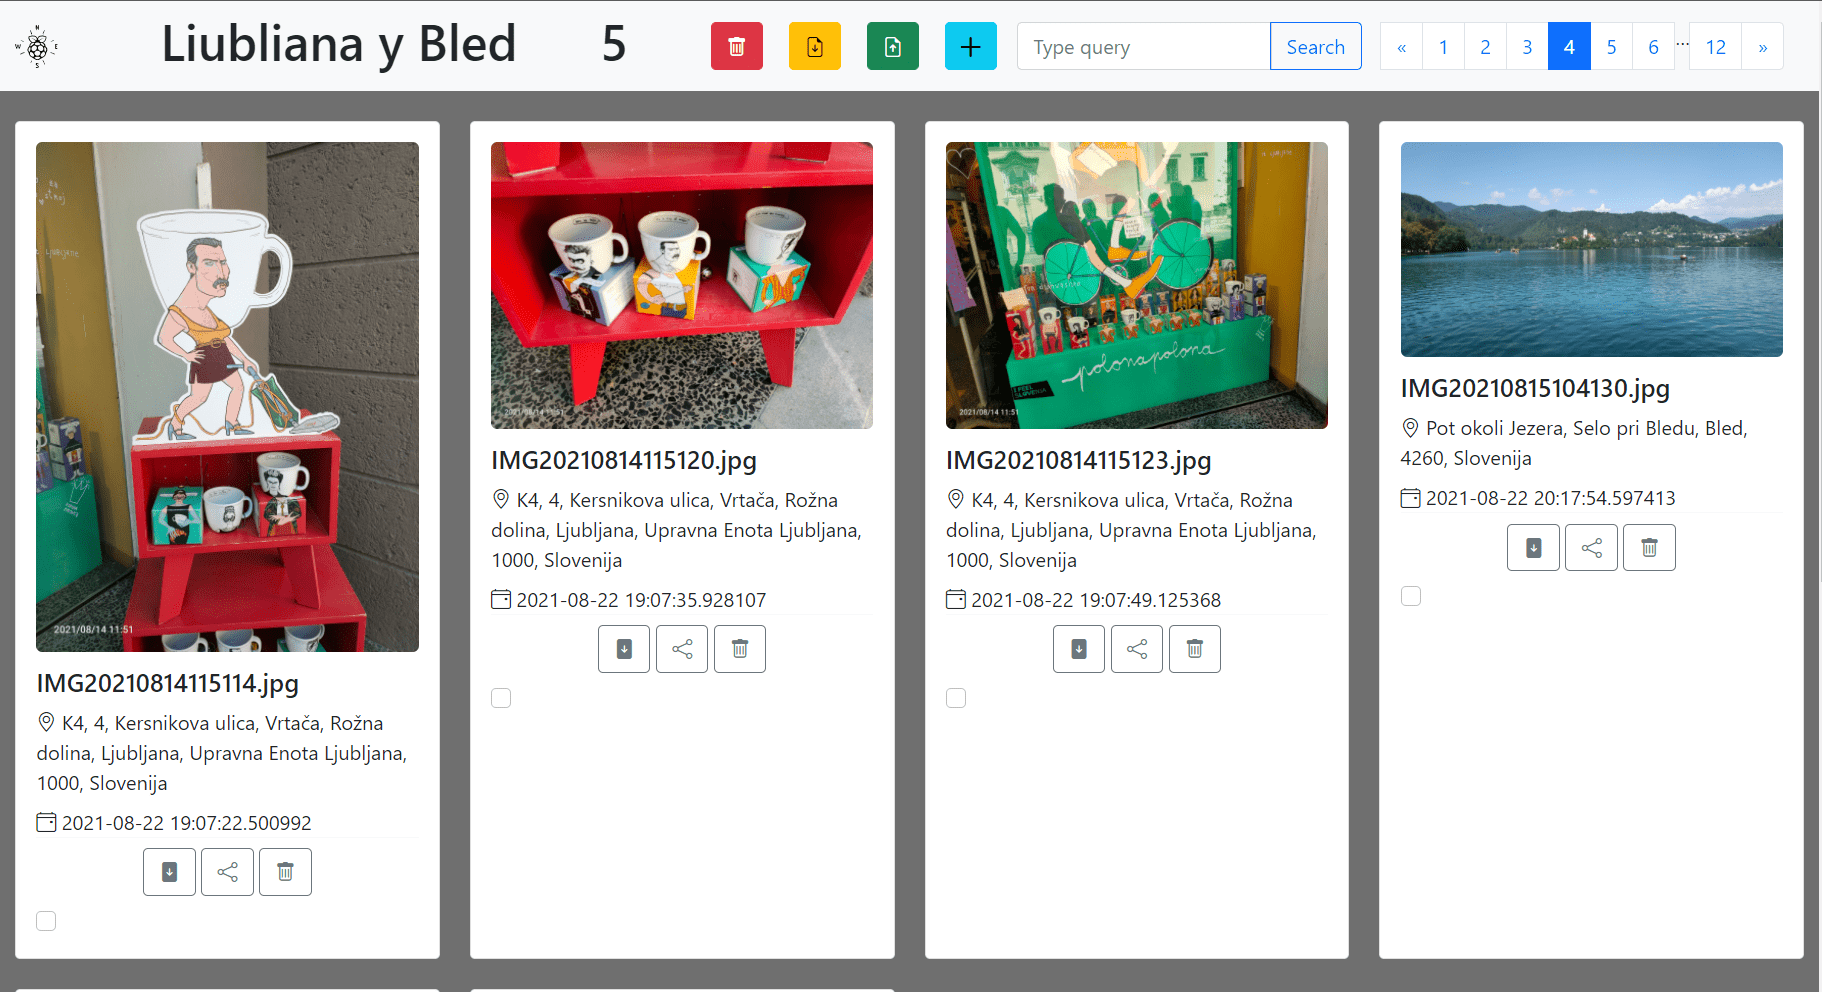 N
W E
S
Liubliana y Bled 5
Type query
Search
« 1 2 3 4 5 6 ... 12 »
2021/08/14 11:51
IMG20210814115114.jpg
K4, 4, Kersnikova ulica, Vrtača, Rožna
dolina, Ljubljana, Upravna Enota Ljubljana,
1000, Slovenija
2021-08-22 19:07:22.500992
2021/08/14 11:51
IMG20210814115120.jpg
K4, 4, Kersnikova ulica, Vrtača, Rožna
dolina, Ljubljana, Upravna Enota Ljubljana,
1000, Slovenija
2021-08-22 19:07:35.928107
polonapolona
I FEEL
SLOVENIA
2021/08/14 11:51
IMG20210814115123.jpg
K4, 4, Kersnikova ulica, Vrtača, Rožna
dolina, Ljubljana, Upravna Enota Ljubljana,
1000, Slovenija
2021-08-22 19:07:49.125368
IMG20210815104130.jpg
Pot okoli Jezera, Selo pri Bledu, Bled,
4260, Slovenija
2021-08-22 20:17:54.597413